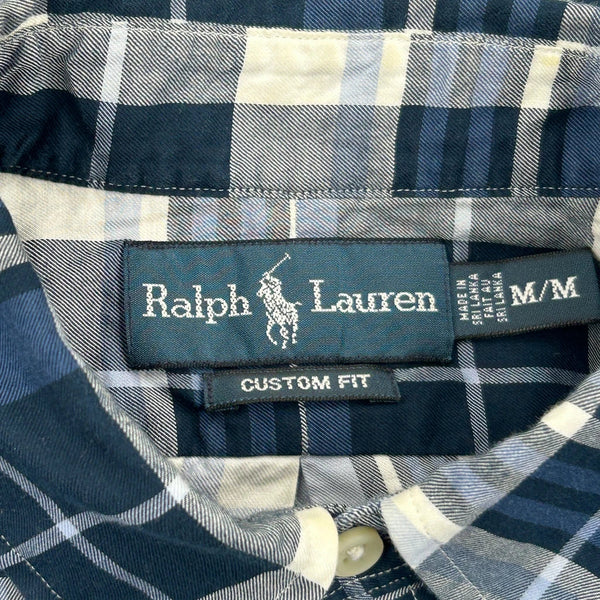 Ralph Lauren
CUSTOM FIT
MADE IN
SRI LANKA
FAIT AU
SRI LANKA
M/M